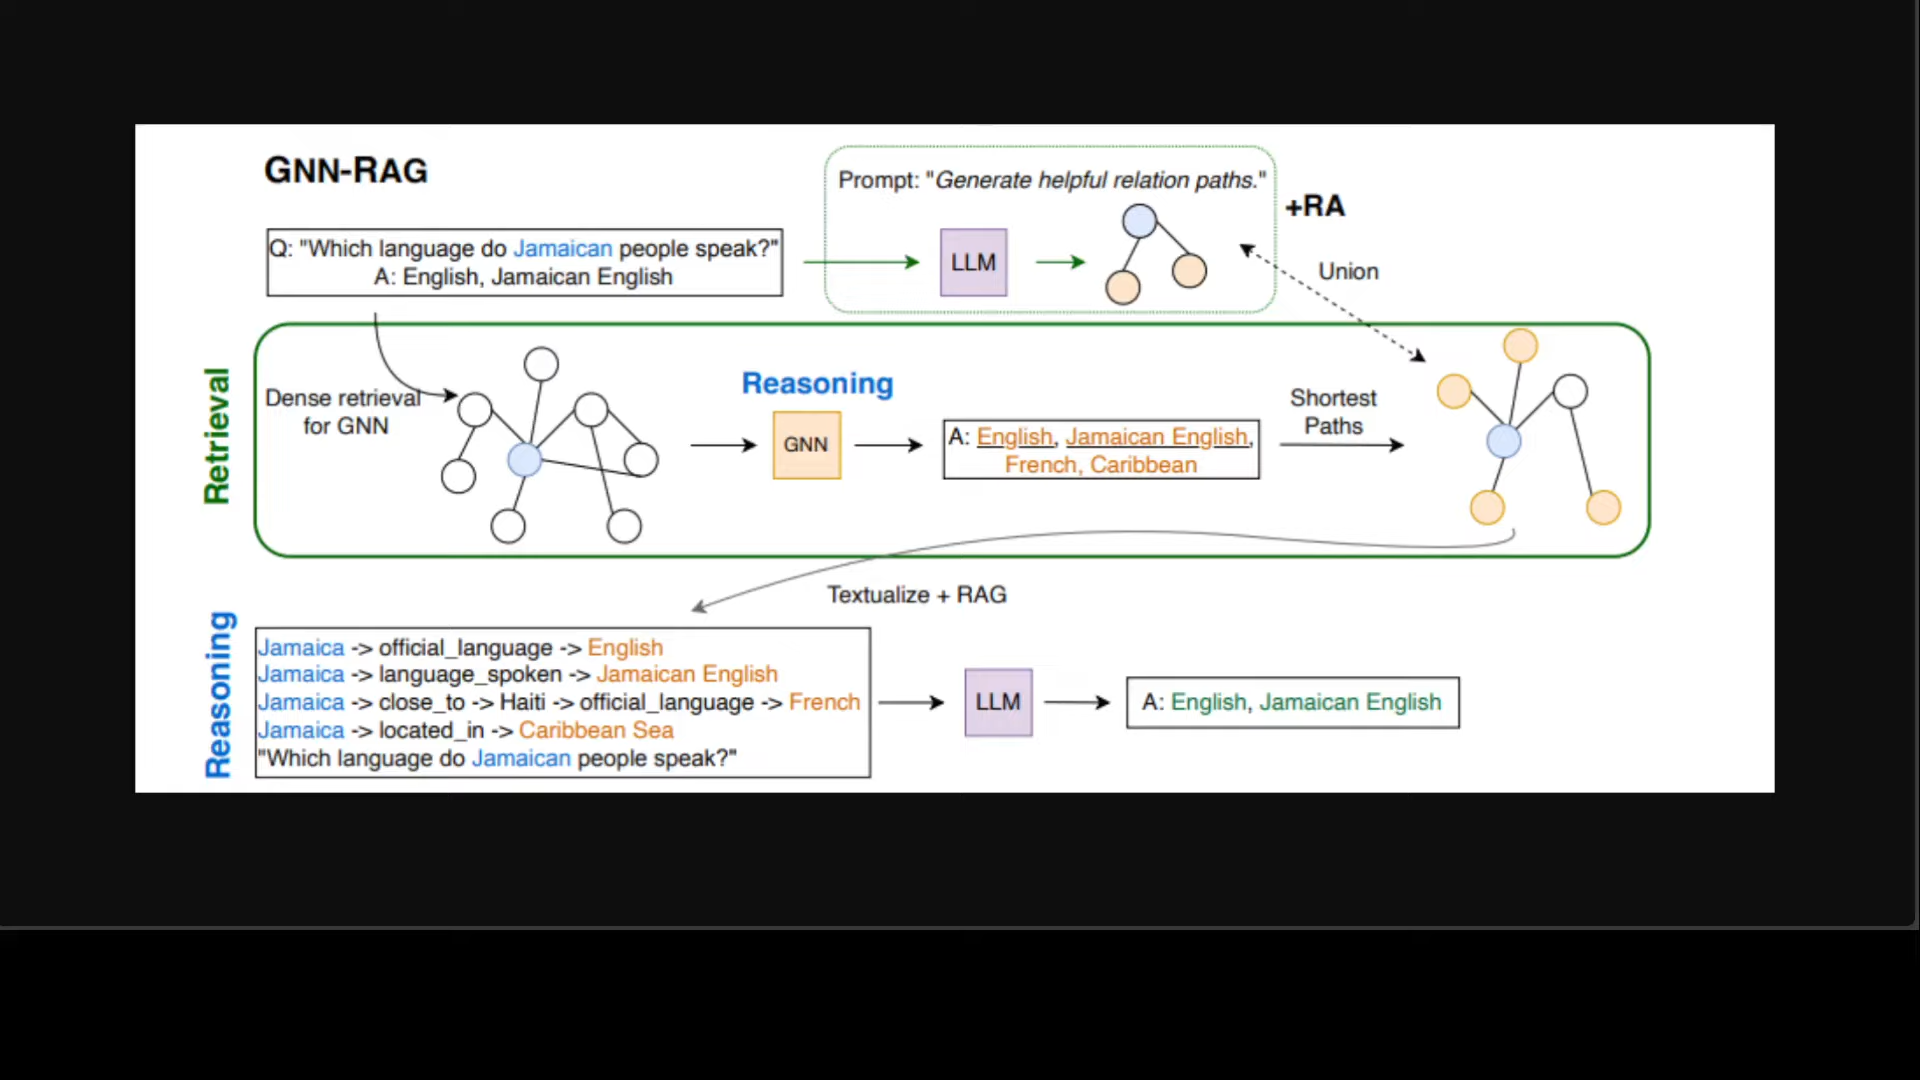 GNN-RAG
Prompt: "Generate helpful relation paths."
+RA
Q: "Which language do Jamaican people speak?"
A: English, Jamaican English
LLM
Union
Retrieval
Dense retrieval
for GNN
Reasoning
GNN
A: English, Jamaican English,
French, Caribbean
Shortest
Paths
Textualize + RAG
Reasoning
Jamaica -> official_language -> English
Jamaica -> language_spoken -> Jamaican English
Jamaica -> close_to -> Haiti -> official_language -> French
Jamaica -> located_in -> Caribbean Sea
"Which language do Jamaican people speak?"
LLM
A: English, Jamaican English